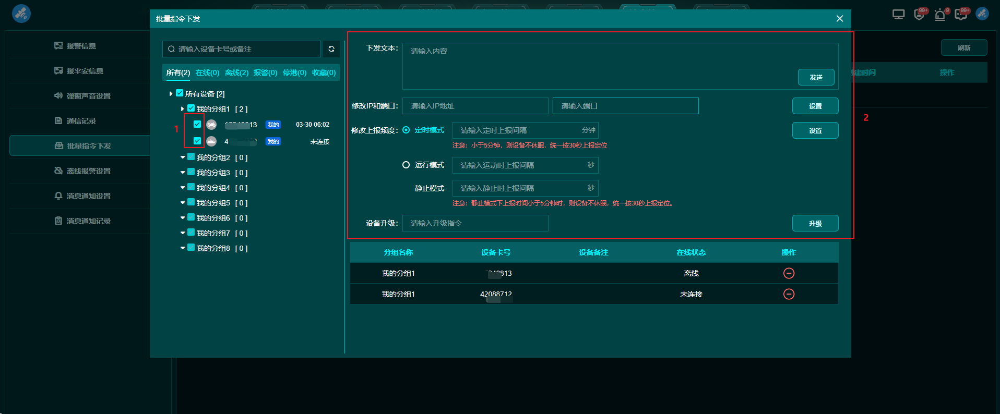 批量指令下发
99+
9
99+
报警信息
报平安信息
弹窗声音设置
通信记录
批量指令下发
离线报警设置
消息通知设置
消息通知记录
刷新
建时间
操作
请输入设备卡号或备注
所有(2) 在线(0) 离线(2) 报警(0) 停港(0) 收藏(0)
所有设备 [2]
我的分组1 [ 2 ]
1
13 我的 03-30 06:02
4 我的 未连接
我的分组2 [ 0 ]
我的分组3 [ 0 ]
我的分组4 [ 0 ]
我的分组5 [ 0 ]
我的分组6 [ 0 ]
我的分组7 [ 0 ]
我的分组8 [ 0 ]
下发文本: 请输入内容
发送
修改IP和端口: 请输入IP地址 请输入端口 设置
2
修改上报频度: 定时模式 请输入定时上报间隔 分钟 设置
注意：小于5分钟，则设备不休眠，统一按30秒上报定位
运行模式 请输入运动时上报间隔 秒
静止模式 请输入静止时上报间隔 秒
注意：静止模式下上报时间小于5分钟时，则设备不休眠，统一按30秒上报定位。
设备升级: 请输入升级指令 升级
分组名称 设备卡号 设备备注 在线状态 操作
我的分组1 813 离线
我的分组1 42088712 未连接